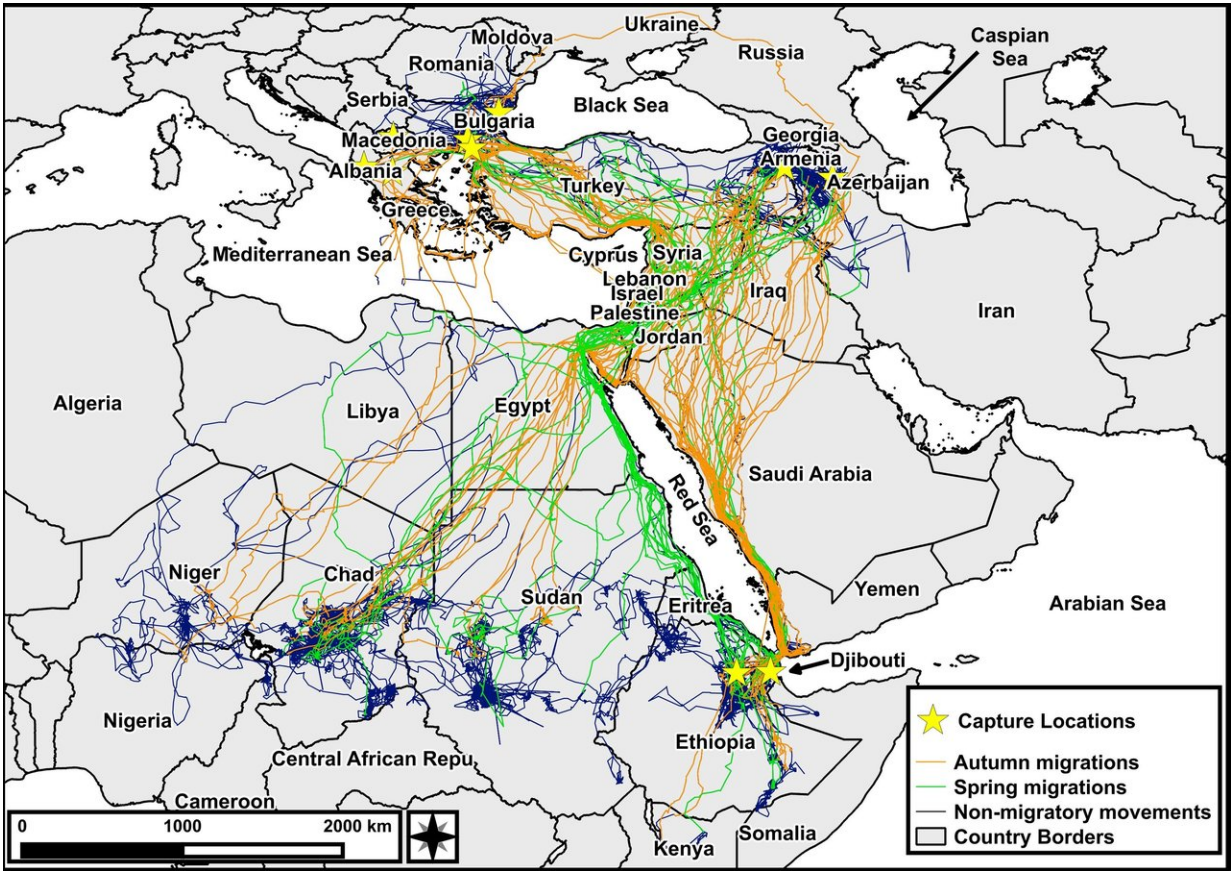 Ukraine
Moldova
Caspian
Sea
Romania
Russia
Serbia
Black Sea
Bulgaria
Macedonia
Georgia
Armenia
Albania
Azerbaijan
Turkey
Greece
Mediterranean Sea
Cyprus
Syria
Lebanon
Israel
Iraq
Iran
Palestine
Jordan
Algeria
Libya
Egypt
Saudi Arabia
Red Sea
Niger
Chad
Sudan
Eritrea
Yemen
Arabian Sea
Djibouti
Nigeria
Ethiopia
Central African Repu
Cameroon
Somalia
Kenya
0 1000 2000 km
Capture Locations
Autumn migrations
Spring migrations
Non-migratory movements
Country Borders